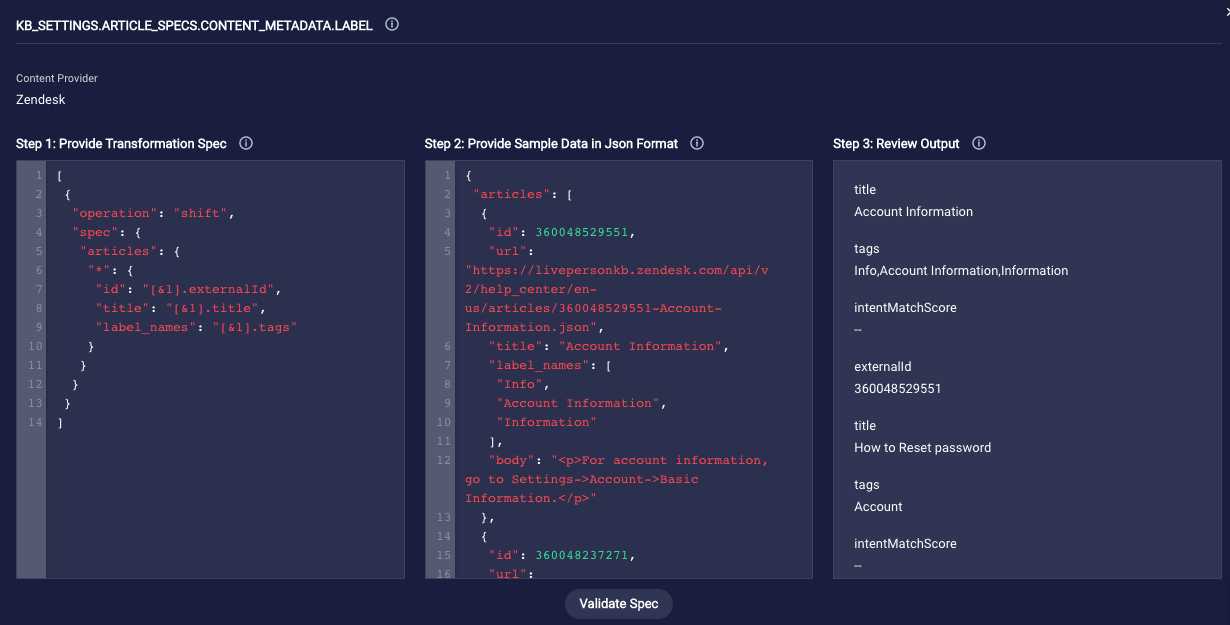 KB_SETTINGS.ARTICLE_SPECS.CONTENT_METADATA.LABEL
Content Provider
Zendesk
Step 1: Provide Transformation Spec
1 [
2 {
3 "operation": "shift",
4 "spec": {
5 "articles": {
6 "*": {
7 "id": "[&1].externalId",
8 "title": "[&1].title",
9 "label_names": "[&1].tags"
10 }
11 }
12 }
13 }
14 ]
Step 2: Provide Sample Data in Json Format
1 {
2 "articles": [
3 {
4 "id": 360048529551,
5 "url":
"https://livepersonkb.zendesk.com/api/v
2/help_center/en-
us/articles/360048529551-Account-
Information.json",
6 "title": "Account Information",
7 "label_names": [
8 "Info",
9 "Account Information",
10 "Information"
11 ],
12 "body": "<p>For account information,
go to Settings->Account->Basic
Information.</p>"
13 },
14 {
15 "id": 360048237271,
16 "url":
Step 3: Review Output
title
Account Information
tags
Info,Account Information,Information
intentMatchScore
--
externalId
360048529551
title
How to Reset password
tags
Account
intentMatchScore
--
Validate Spec